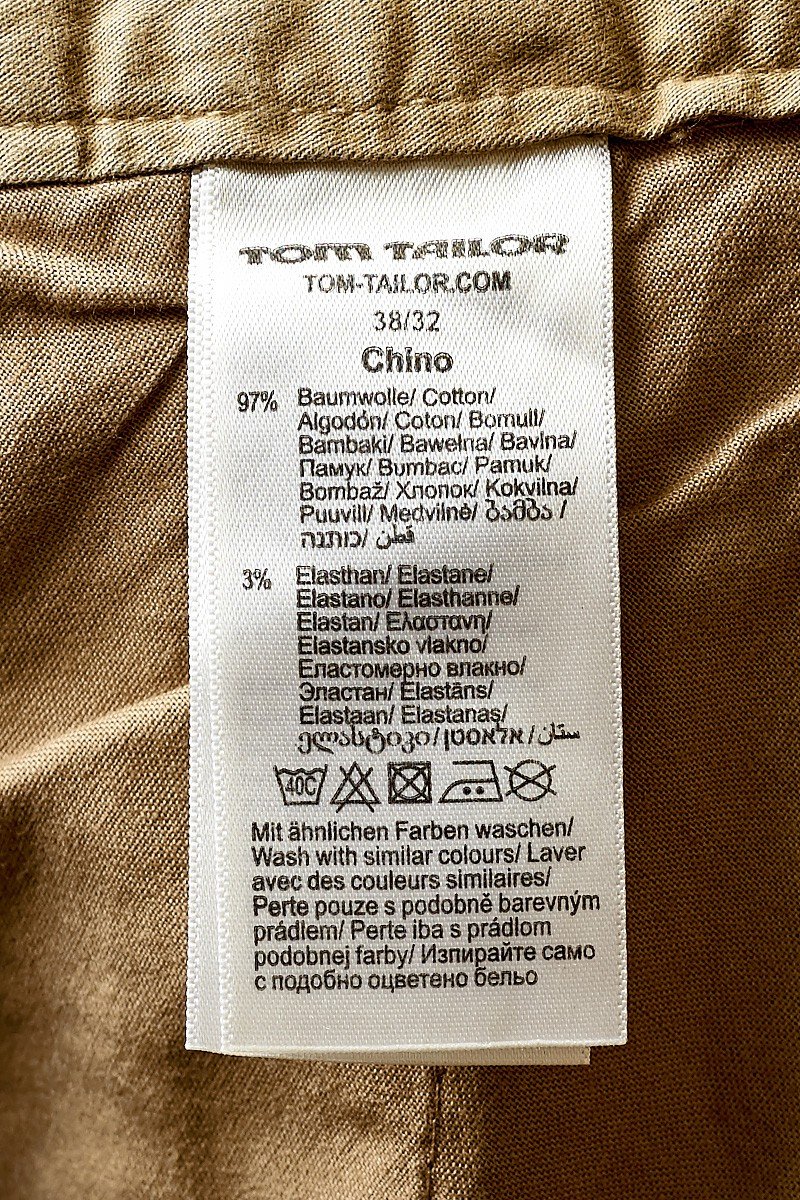 TOM TAILOR
TOM-TAILOR.COM
38/32
Chino
97% Baumwolle/ Cotton/
Algodón/ Coton/ Bomull/
Bambaki/ Bawełna/ Bavlna/
Памук/ Bumbac/ Pamuk/
Bombaž/ Хлопок/ Kokvilna/
Puuvill/ Medvilnė/ ბამბა /
כותנה/ قطن
3% Elasthan/ Elastane/
Elastano/ Elasthanne/
Elastan/ Ελαστανη/
Elastansko vlakno/
Еластомерно влакно/
Эластан/ Elastāns/
Elastaan/ Elastanaş/
ელასტიკი/ אלאסטן/ ستان
40C
Mit ähnlichen Farben waschen/
Wash with similar colours/ Laver
avec des couleurs similaires/
Perte pouze s podobně barevným
prádlem/ Perte iba s prádlom
podobnej farby/ Изпирайте само
с подобно оцветено бельо